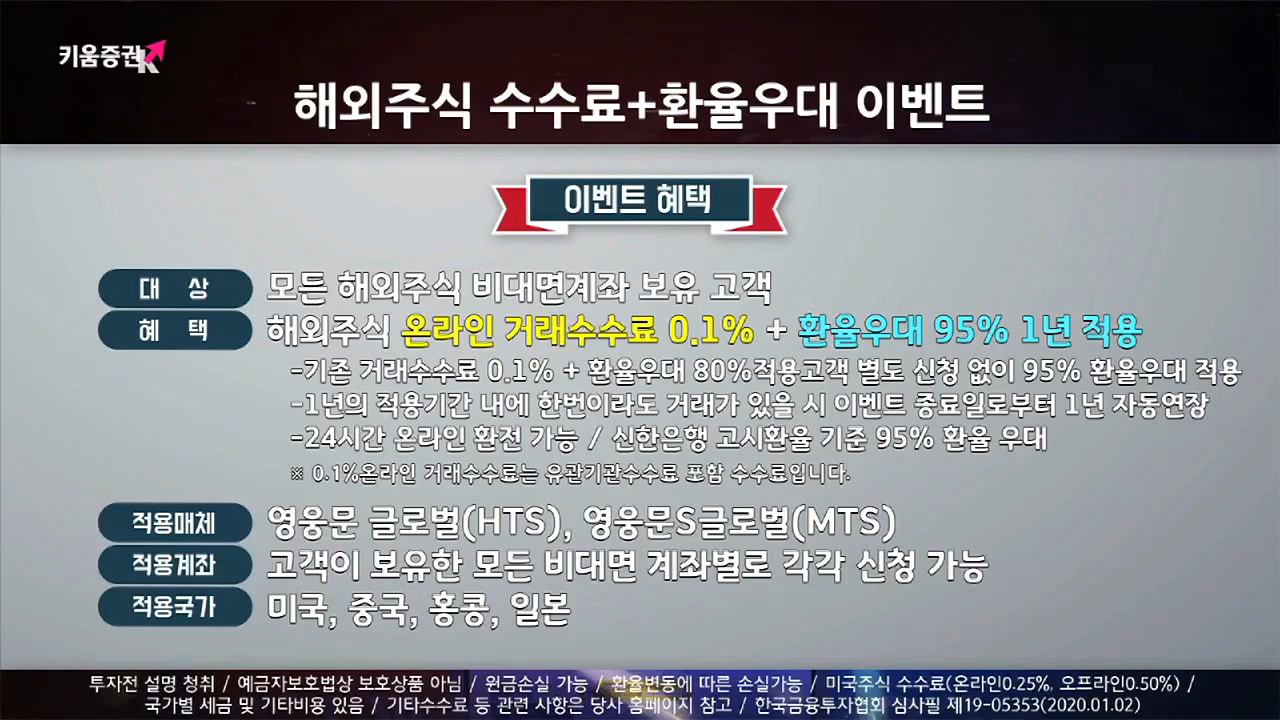 키움증권
해외주식 수수료+환율우대 이벤트
이벤트 혜택
대 상 모든 해외주식 비대면계좌 보유 고객
혜 택 해외주식 온라인 거래수수료 0.1% + 환율우대 95% 1년 적용
-기존 거래수수료 0.1% + 환율우대 80%적용고객 별도 신청 없이 95% 환율우대 적용
-1년의 적용기간 내에 한번이라도 거래가 있을 시 이벤트 종료일로부터 1년 자동연장
-24시간 온라인 환전 가능 / 신한은행 고시환율 기준 95% 환율 우대
※ 0.1%온라인 거래수수료는 유관기관수수료 포함 수수료입니다.
적용매체 영웅문 글로벌(HTS), 영웅문S글로벌(MTS)
적용계좌 고객이 보유한 모든 비대면 계좌별로 각각 신청 가능
적용국가 미국, 중국, 홍콩, 일본
투자전 설명 청취 / 예금자보호법상 보호상품 아님 / 원금손실 가능 / 환율변동에 따른 손실가능 / 미국주식 수수료(온라인0.25%, 오프라인0.50%) /
국가별 세금 및 기타비용 있음 / 기타수수료 등 관련 사항은 당사 홈페이지 참고 / 한국금융투자협회 심사필 제19-05353(2020.01.02)